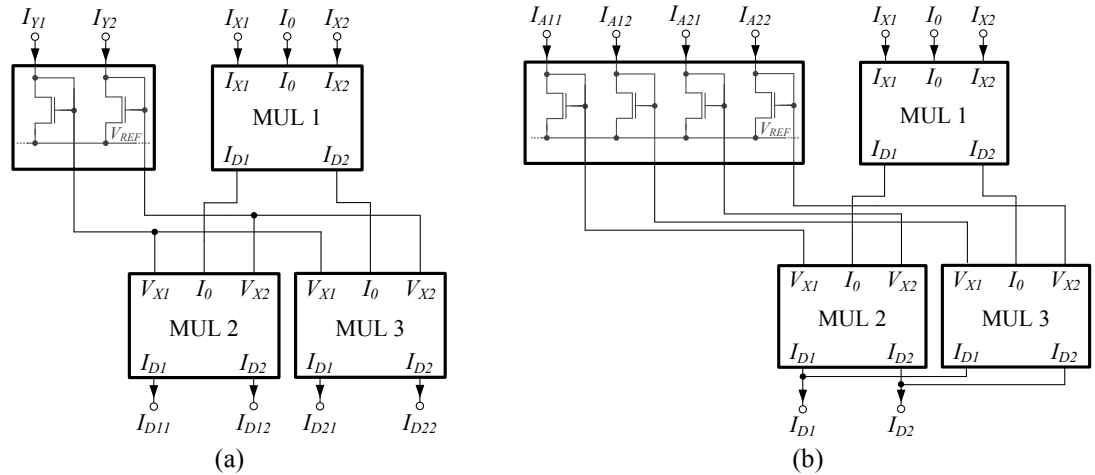 I_Y1 I_Y2 I_X1 I_0 I_X2
I_X1 I_0 I_X2
MUL 1
V_REF
I_D1 I_D2
V_X1 I_0 V_X2 V_X1 I_0 V_X2
MUL 2 MUL 3
I_D1 I_D2 I_D1 I_D2
I_D11 I_D12 I_D21 I_D22
(a)
I_A11 I_A12 I_A21 I_A22 I_X1 I_0 I_X2
I_X1 I_0 I_X2
MUL 1
V_REF
I_D1 I_D2
V_X1 I_0 V_X2 V_X1 I_0 V_X2
MUL 2 MUL 3
I_D1 I_D2 I_D1 I_D2
I_D1 I_D2
(b)